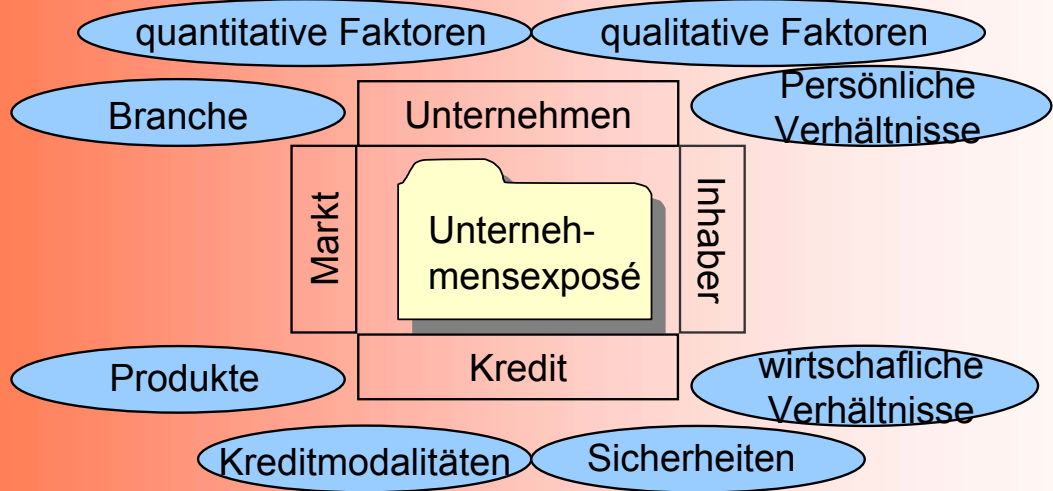 quantitative Faktoren
qualitative Faktoren
Branche
Unternehmen
Persönliche
Verhältnisse
Markt
Unterneh-
mensexposé
Inhaber
Produkte
Kredit
wirtschafliche
Verhältnisse
Kreditmodalitäten
Sicherheiten